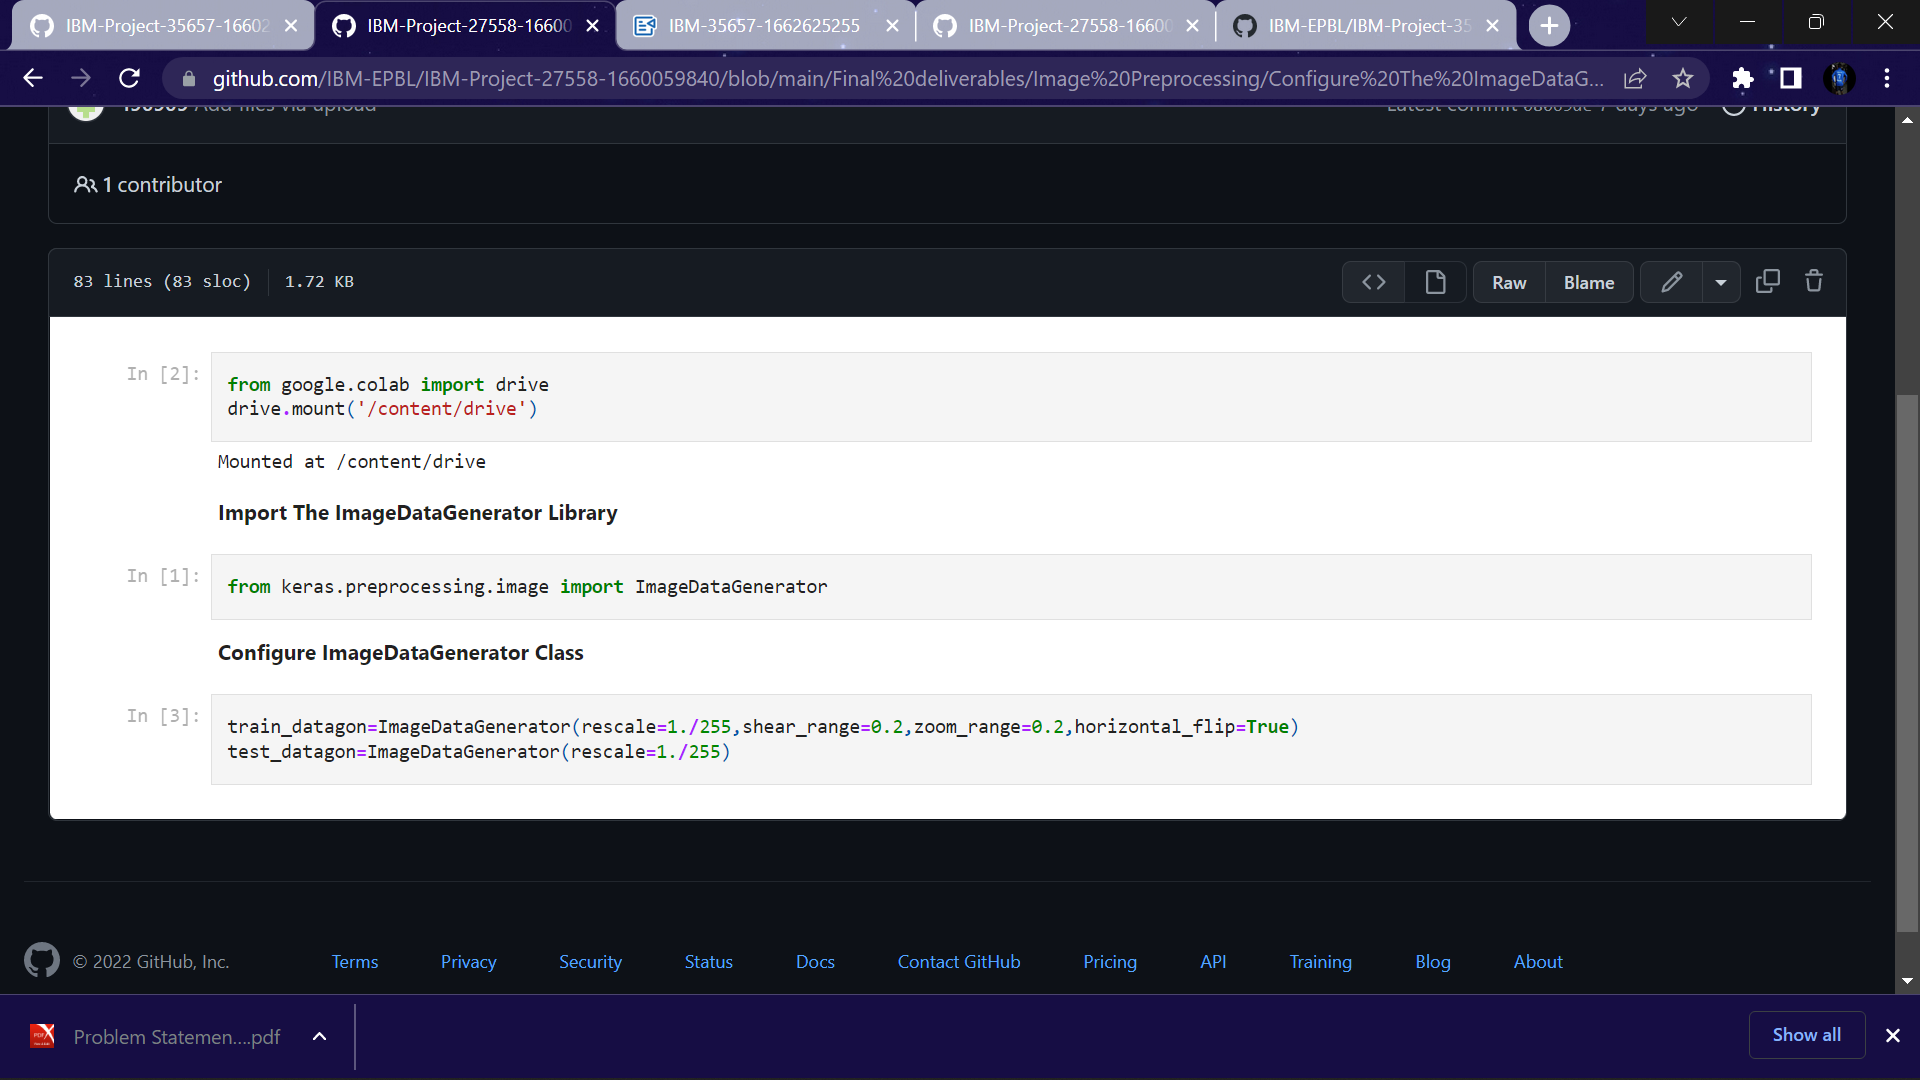 IBM-Project-35657-16602
IBM-Project-27558-16600
IBM-35657-1662625255
IBM-Project-27558-1660
IBM-EPBL/IBM-Project-35
github.com/IBM-EPBL/IBM-Project-27558-1660059840/blob/main/Final%20deliverables/Image%20Preprocessing/Configure%20The%20ImageDataG...
Add files via upload
Latest commit 7 days ago History
1 contributor
83 lines (83 sloc) 1.72 KB
Raw Blame
In [2]: from google.colab import drive
drive.mount('/content/drive')
Mounted at /content/drive
Import The ImageDataGenerator Library
In [1]: from keras.preprocessing.image import ImageDataGenerator
Configure ImageDataGenerator Class
In [3]: train_datagon=ImageDataGenerator(rescale=1./255,shear_range=0.2,zoom_range=0.2,horizontal_flip=True)
test_datagon=ImageDataGenerator(rescale=1./255)
© 2022 GitHub, Inc. Terms Privacy Security Status Docs Contact GitHub Pricing API Training Blog About
Problem Statemen....pdf Show all